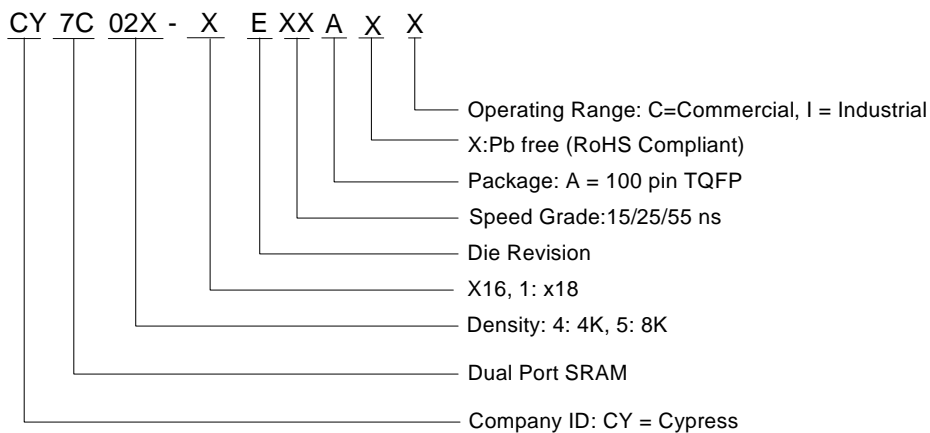 CY 7C 02X - X E XX A X X
Operating Range: C=Commercial, I = Industrial
X:Pb free (RoHS Compliant)
Package: A = 100 pin TQFP
Speed Grade:15/25/55 ns
Die Revision
X16, 1: x18
Density: 4: 4K, 5: 8K
Dual Port SRAM
Company ID: CY = Cypress